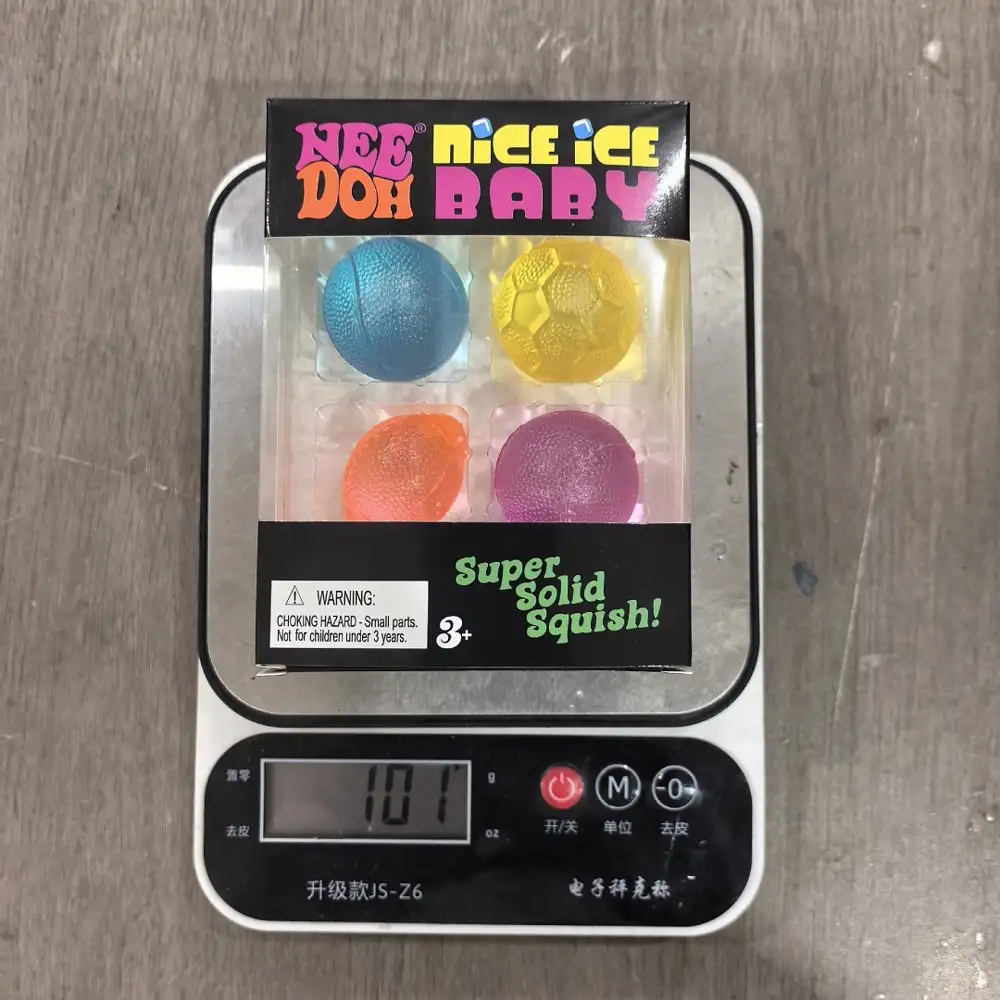 NEE DOH®
NICE ICE
BABY
Super
Solid
Squish!
⚠ WARNING:
CHOKING HAZARD - Small parts.
Not for children under 3 years.
3+
置零
去皮
101
g
oz
M
-0
开/关
单位
去皮
升级款JS-Z6
电子拜克称